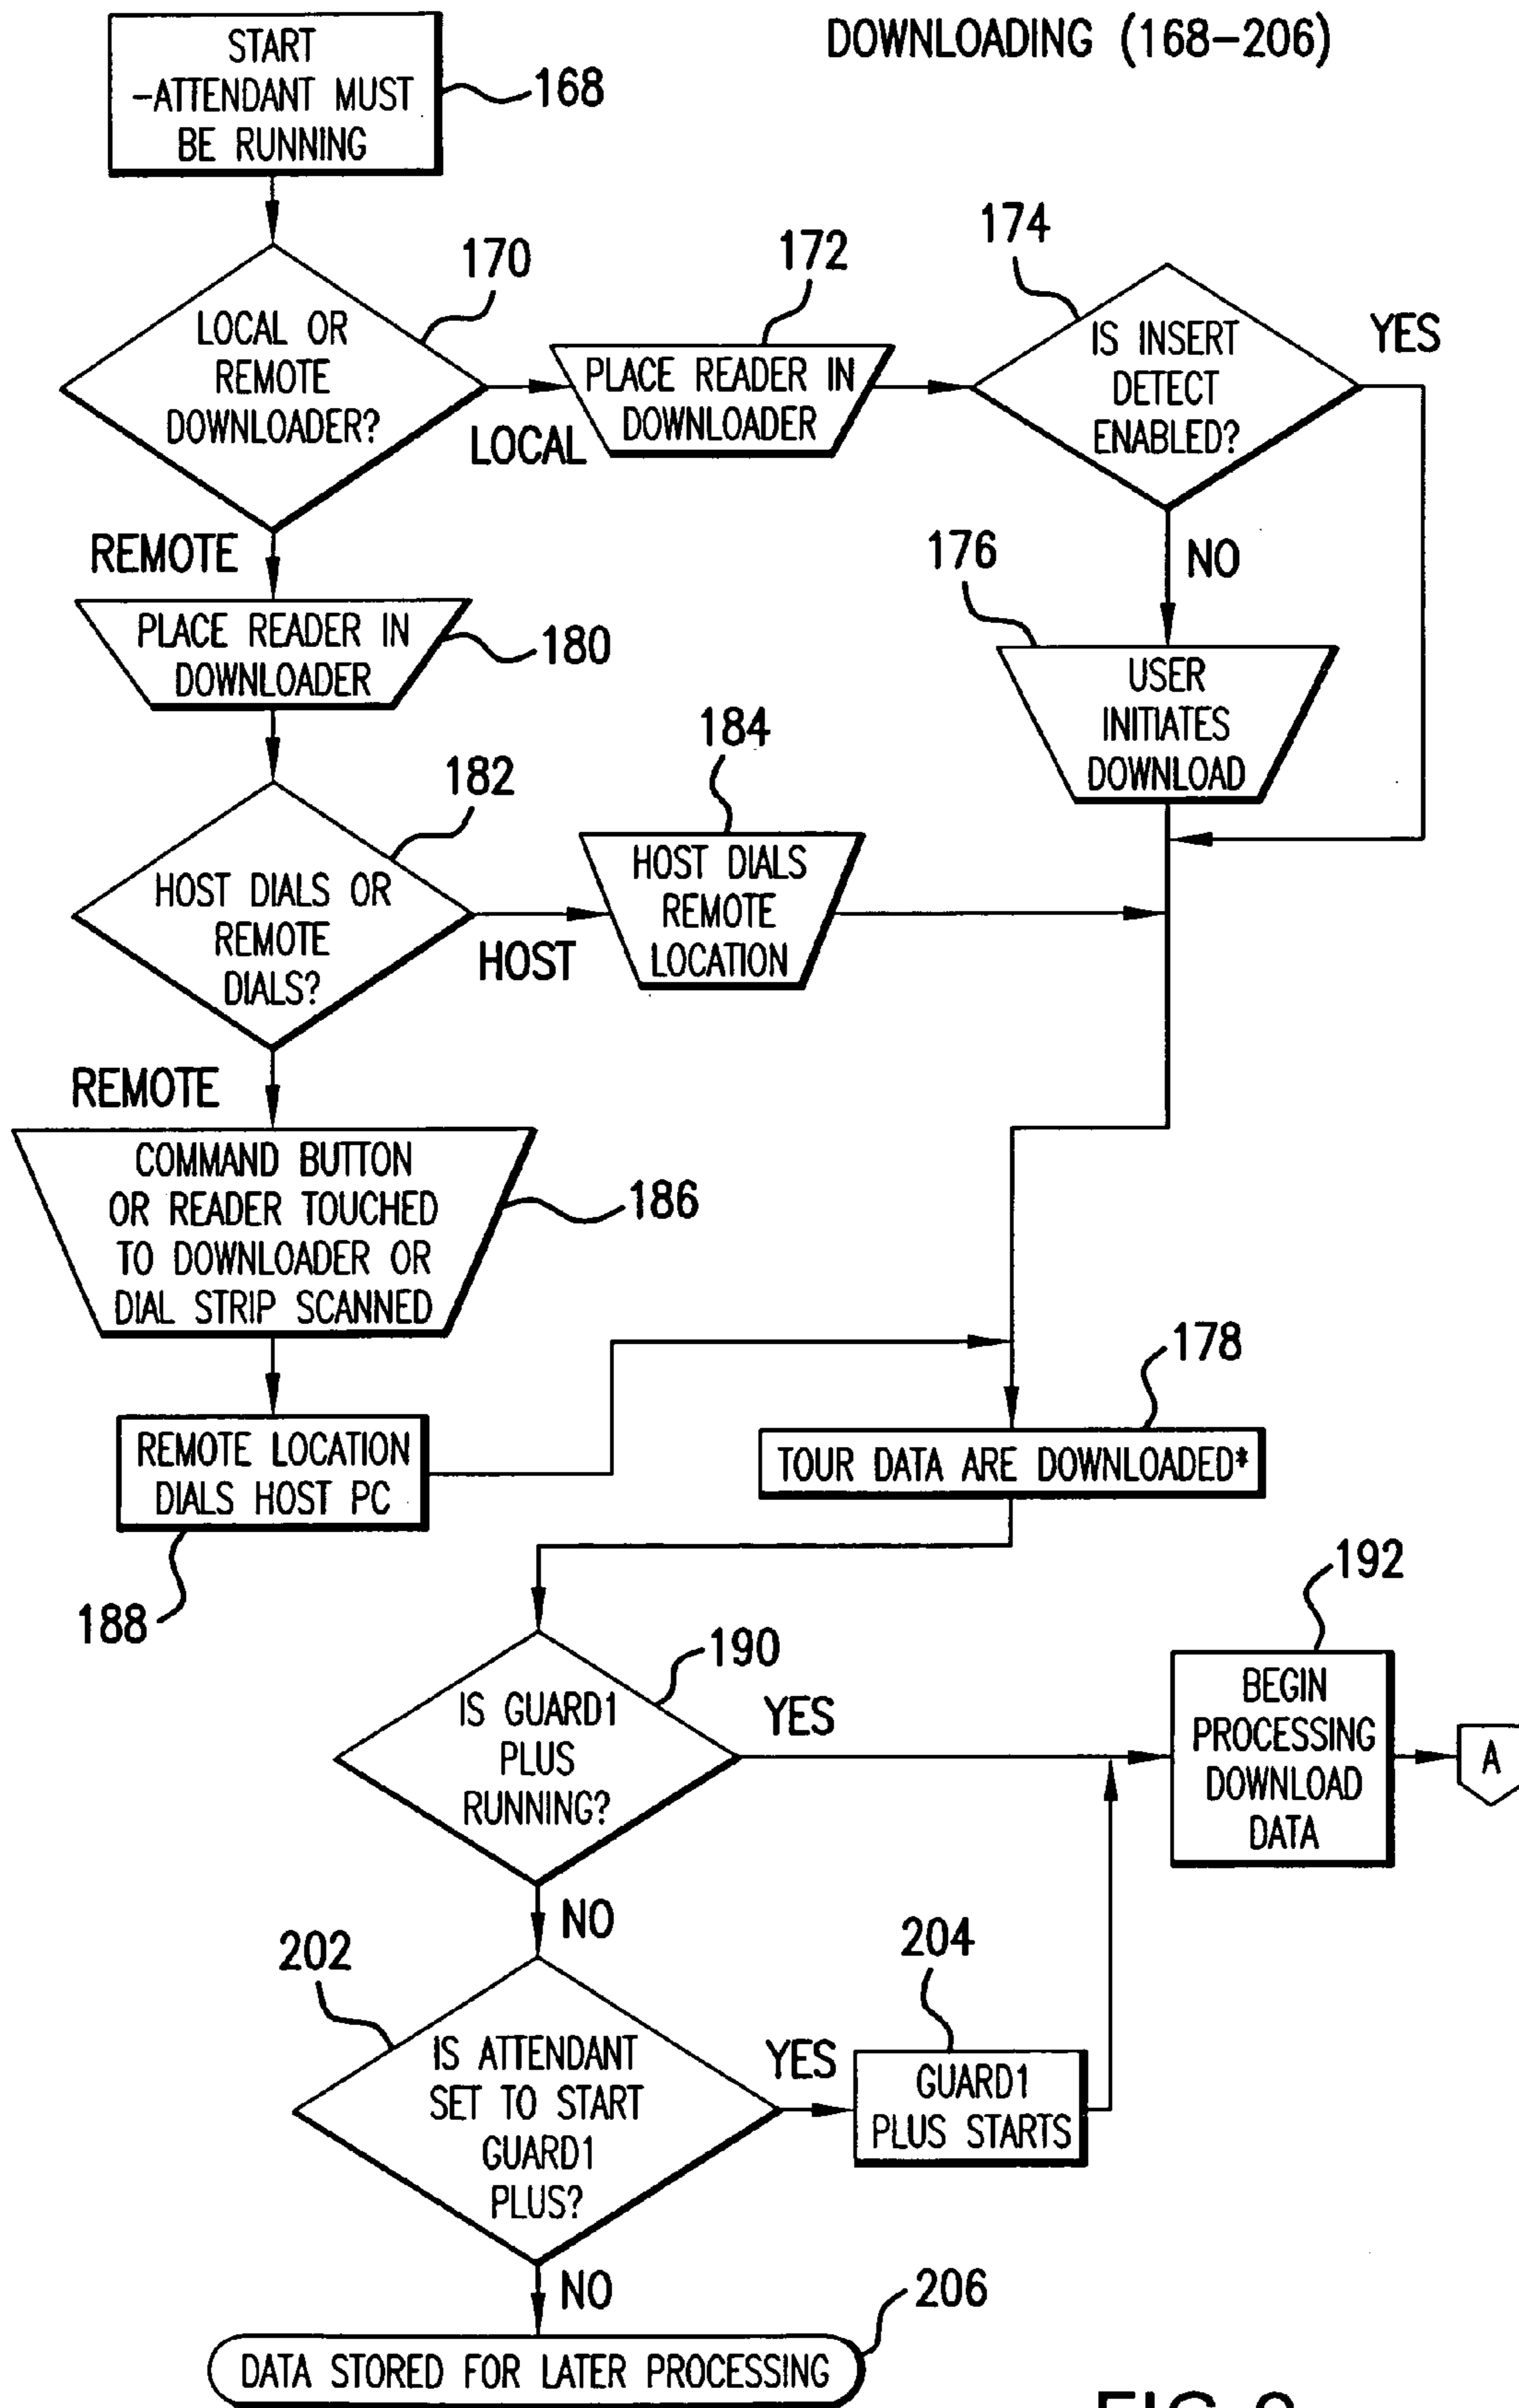 DOWNLOADING (168-206)
START
-ATTENDANT MUST
BE RUNNING
168
LOCAL OR
REMOTE
DOWNLOADER?
170
LOCAL
REMOTE
PLACE READER IN
DOWNLOADER
172
IS INSERT
DETECT
ENABLED?
174
YES
NO
USER
INITIATES
DOWNLOAD
176
PLACE READER IN
DOWNLOADER
180
HOST DIALS OR
REMOTE
DIALS?
182
HOST
REMOTE
HOST DIALS
REMOTE
LOCATION
184
COMMAND BUTTON
OR READER TOUCHED
TO DOWNLOADER OR
DIAL STRIP SCANNED
186
REMOTE LOCATION
DIALS HOST PC
188
TOUR DATA ARE DOWNLOADED*
178
IS GUARD1
PLUS
RUNNING?
190
YES
NO
BEGIN
PROCESSING
DOWNLOAD
DATA
192
A
IS ATTENDANT
SET TO START
GUARD1
PLUS?
202
YES
NO
GUARD1
PLUS STARTS
204
DATA STORED FOR LATER PROCESSING
206